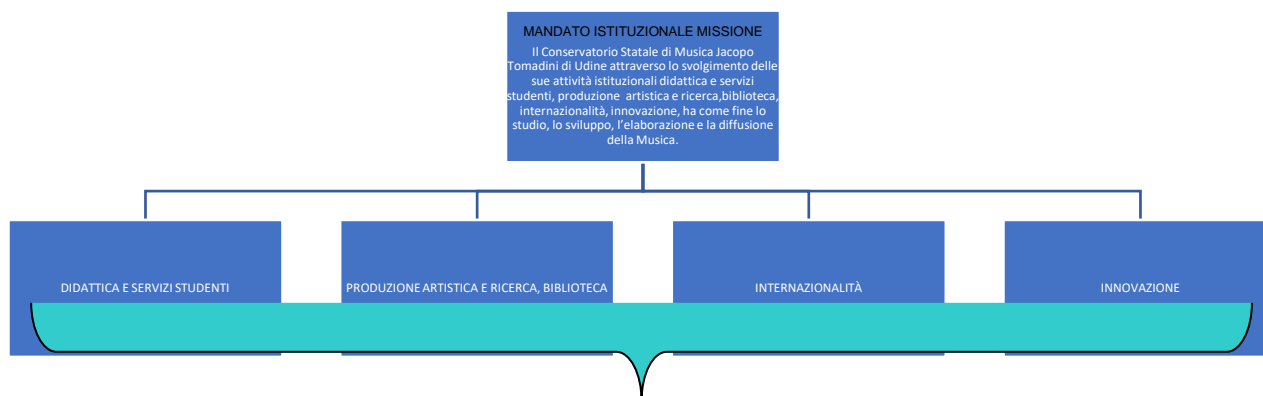 MANDATO ISTITUZIONALE MISSIONE
Il Conservatorio Statale di Musica Jacopo
Tomadini di Udine attraverso lo svolgimento delle
sue attività istituzionali didattica e servizi
studenti, produzione artistica e ricerca,biblioteca,
internazionalità, innovazione, ha come fine lo
studio, lo sviluppo, l'elaborazione e la diffusione
della Musica.
DIDATTICA E SERVIZI STUDENTI
PRODUZIONE ARTISTICA E RICERCA, BIBLIOTECA
INTERNAZIONALITÀ
INNOVAZIONE